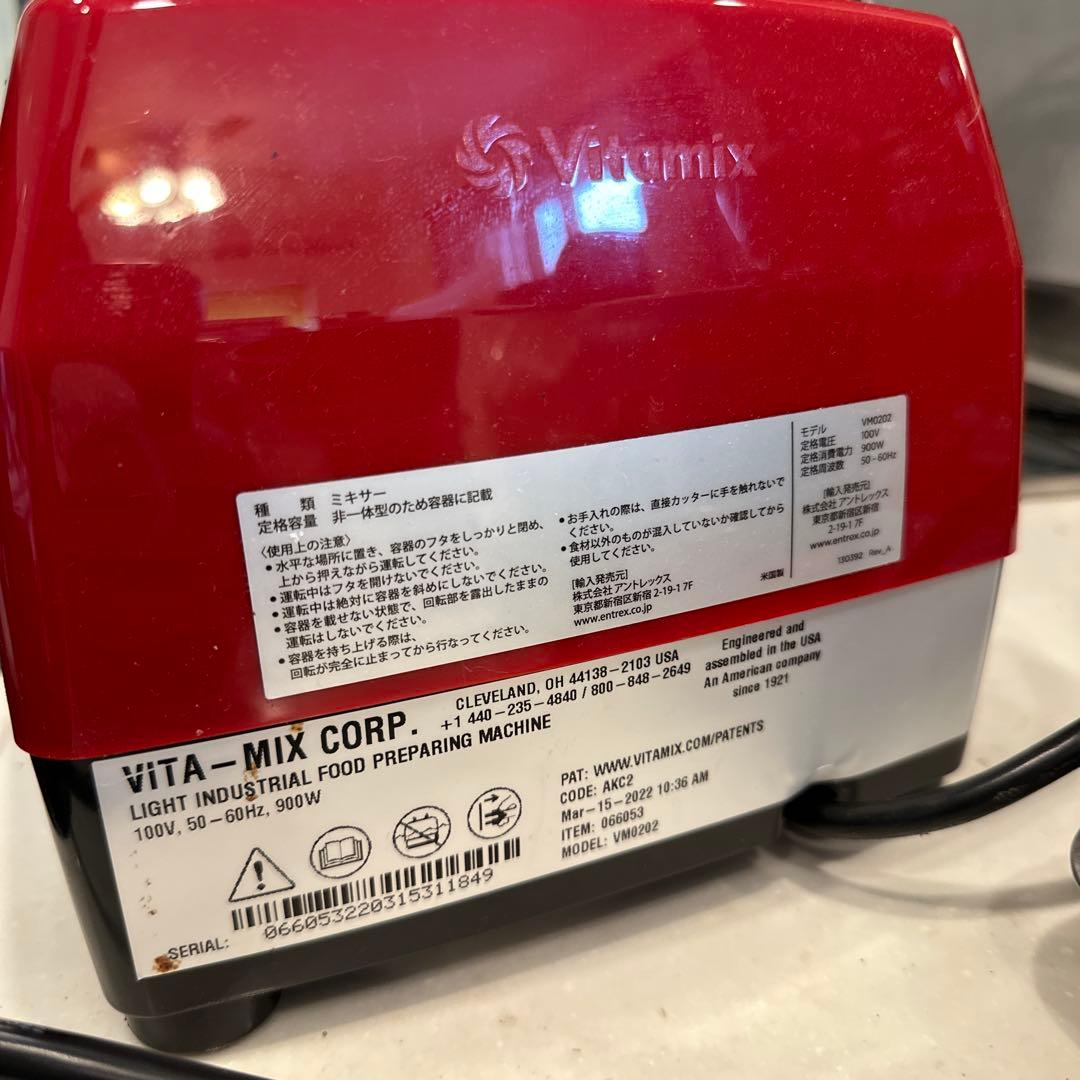 Vitamix
種 類 ミキサー
定格容量 非一体型のため容器に記載
〈使用上の注意〉
● 水平な場所に置き、容器のフタをしっかりと閉め、
上から押えながら運転してください。
● 運転中はフタを開けないでください。
● 運転中は絶対に容器を斜めにしないでください。
● 容器を載せない状態で、回転部を露出したままの
運転はしないでください。
● 容器を持ち上げる際は、
回転が完全に止まってから行なってください。
● お手入れの際は、直接カッターに手を触れないで
ください。
● 食材以外のものが混入していないか確認してから
使用してください。
[輸入発売元]
株式会社 アントレックス
東京都新宿区新宿 2-19-1 7F
www.entrex.co.jp
米国製
モデル VM0202
定格電圧 100V
定格消費電力 900W
定格周波数 50-60Hz
[輸入発売元]
株式会社 アントレックス
東京都新宿区新宿
2-19-1 7F
www.entrex.co.jp
130392 Rev_A
VITA-MIX CORP.
CLEVELAND, OH 44138-2103 USA
+1 440-235-4840 / 800-848-2649
LIGHT INDUSTRIAL FOOD PREPARING MACHINE
100V, 50-60Hz, 900W
Engineered and
assembled in the USA
An American company
since 1921
PAT: WWW.VITAMIX.COM/PATENTS
CODE: AKC2
Mar-15-2022 10:36 AM
ITEM: 066053
MODEL: VM0202
SERIAL: 066053220315311849